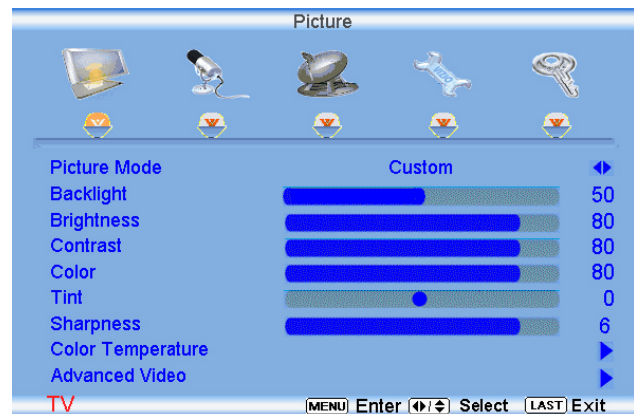 Picture
Picture Mode Custom
Backlight 50
Brightness 80
Contrast 80
Color 80
Tint 0
Sharpness 6
Color Temperature
Advanced Video
TV MENU Enter Select LAST Exit